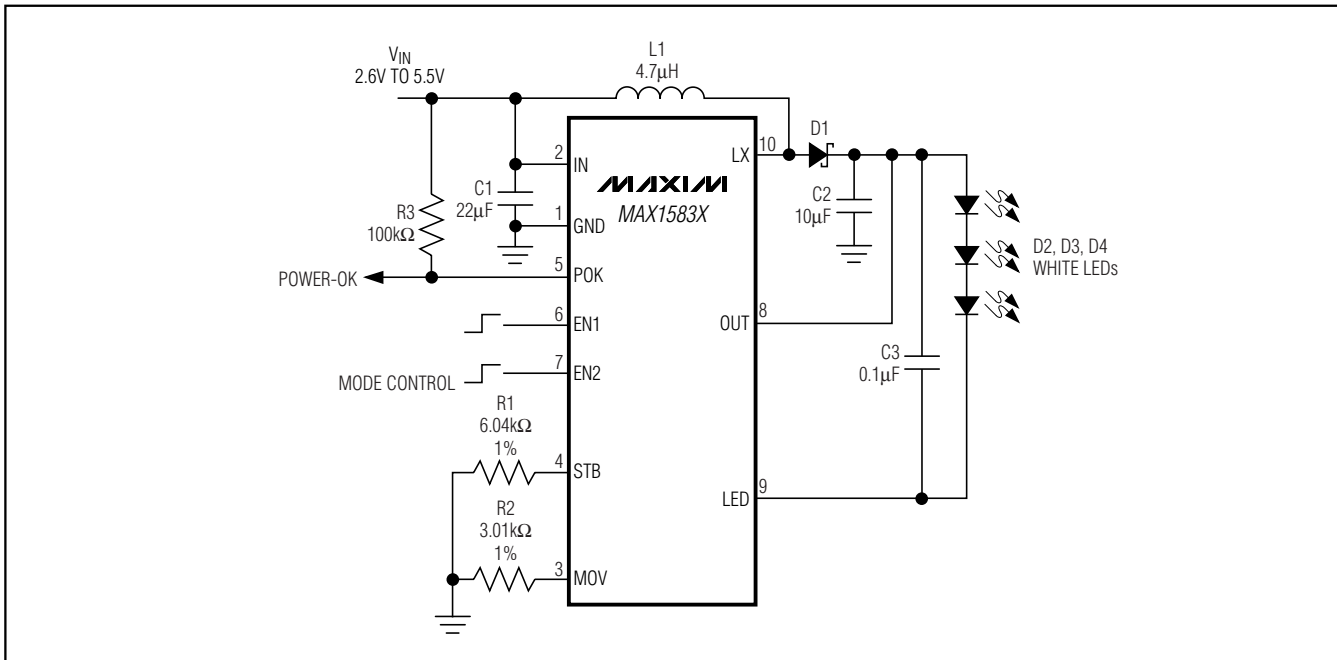 VIN
2.6V TO 5.5V
L1
4.7μH
R3
100kΩ
C1
22μF
2
IN
1
GND
5
POK
POWER-OK
6
EN1
7
EN2
MODE CONTROL
R1
6.04kΩ
1%
4
STB
R2
3.01kΩ
1%
3
MOV
MAXIM
MAX1583X
10
LX
D1
C2
10μF
8
OUT
C3
0.1μF
9
LED
D2, D3, D4
WHITE LEDs